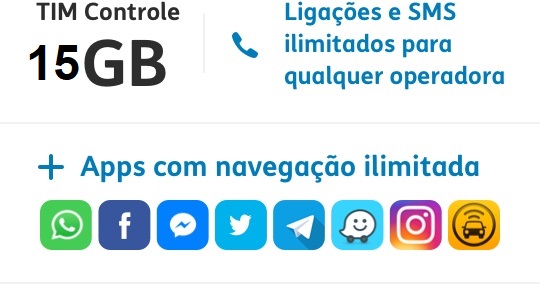 TIM Controle
15GB
Ligações e SMS
ilimitados para
qualquer operadora
+ Apps com navegação ilimitada
f